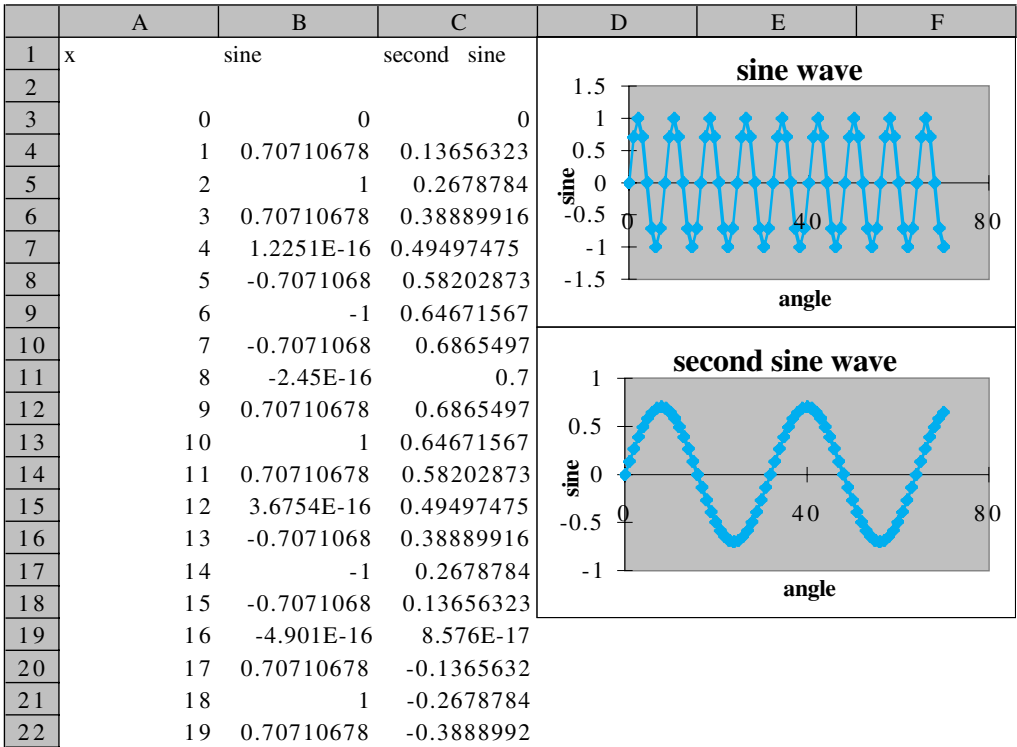 A B C D E F
1 x sine second sine
2
3 0 0 0
4 1 0.70710678 0.13656323
5 2 1 0.2678784
6 3 0.70710678 0.38889916
7 4 1.2251E-16 0.49497475
8 5 -0.7071068 0.58202873
9 6 -1 0.64671567
10 7 -0.7071068 0.6865497
11 8 -2.45E-16 0.7
12 9 0.70710678 0.6865497
13 10 1 0.64671567
14 11 0.70710678 0.58202873
15 12 3.6754E-16 0.49497475
16 13 -0.7071068 0.38889916
17 14 -1 0.2678784
18 15 -0.7071068 0.13656323
19 16 -4.901E-16 8.576E-17
20 17 0.70710678 -0.1365632
21 18 1 -0.2678784
22 19 0.70710678 -0.3888992
sine wave
1.5
1
0.5
0
-0.5
-1
-1.5
sine
0 40 80
angle
second sine wave
1
0.5
0
-0.5
-1
sine
0 40 80
angle